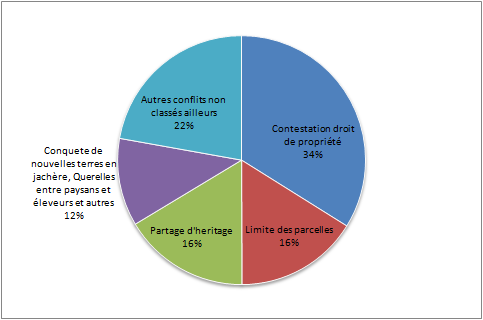 Autres conflits non
classés ailleurs
22%
Contestation droit
de propriété
34%
Conquete de
nouvelles terres en
jachère, Querelles
entre paysans et
éleveurs et autres
12%
Partage d'heritage
16%
Limite des parcelles
16%